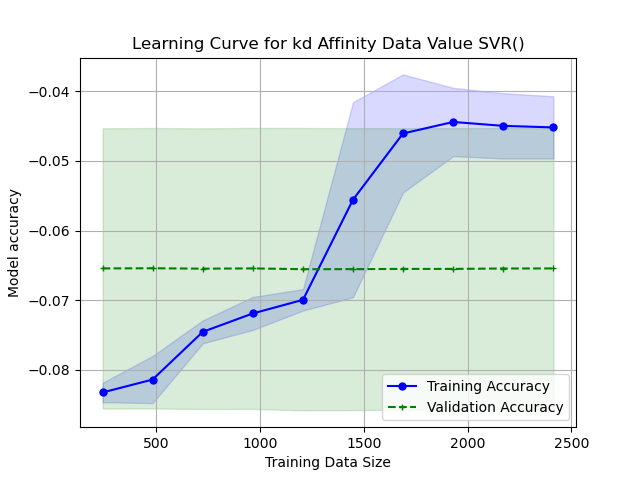 Learning Curve for kd Affinity Data Value SVR()
Model accuracy
−0.04
−0.05
−0.06
−0.07
−0.08
Training Accuracy
Validation Accuracy
500 1000 1500 2000 2500
Training Data Size